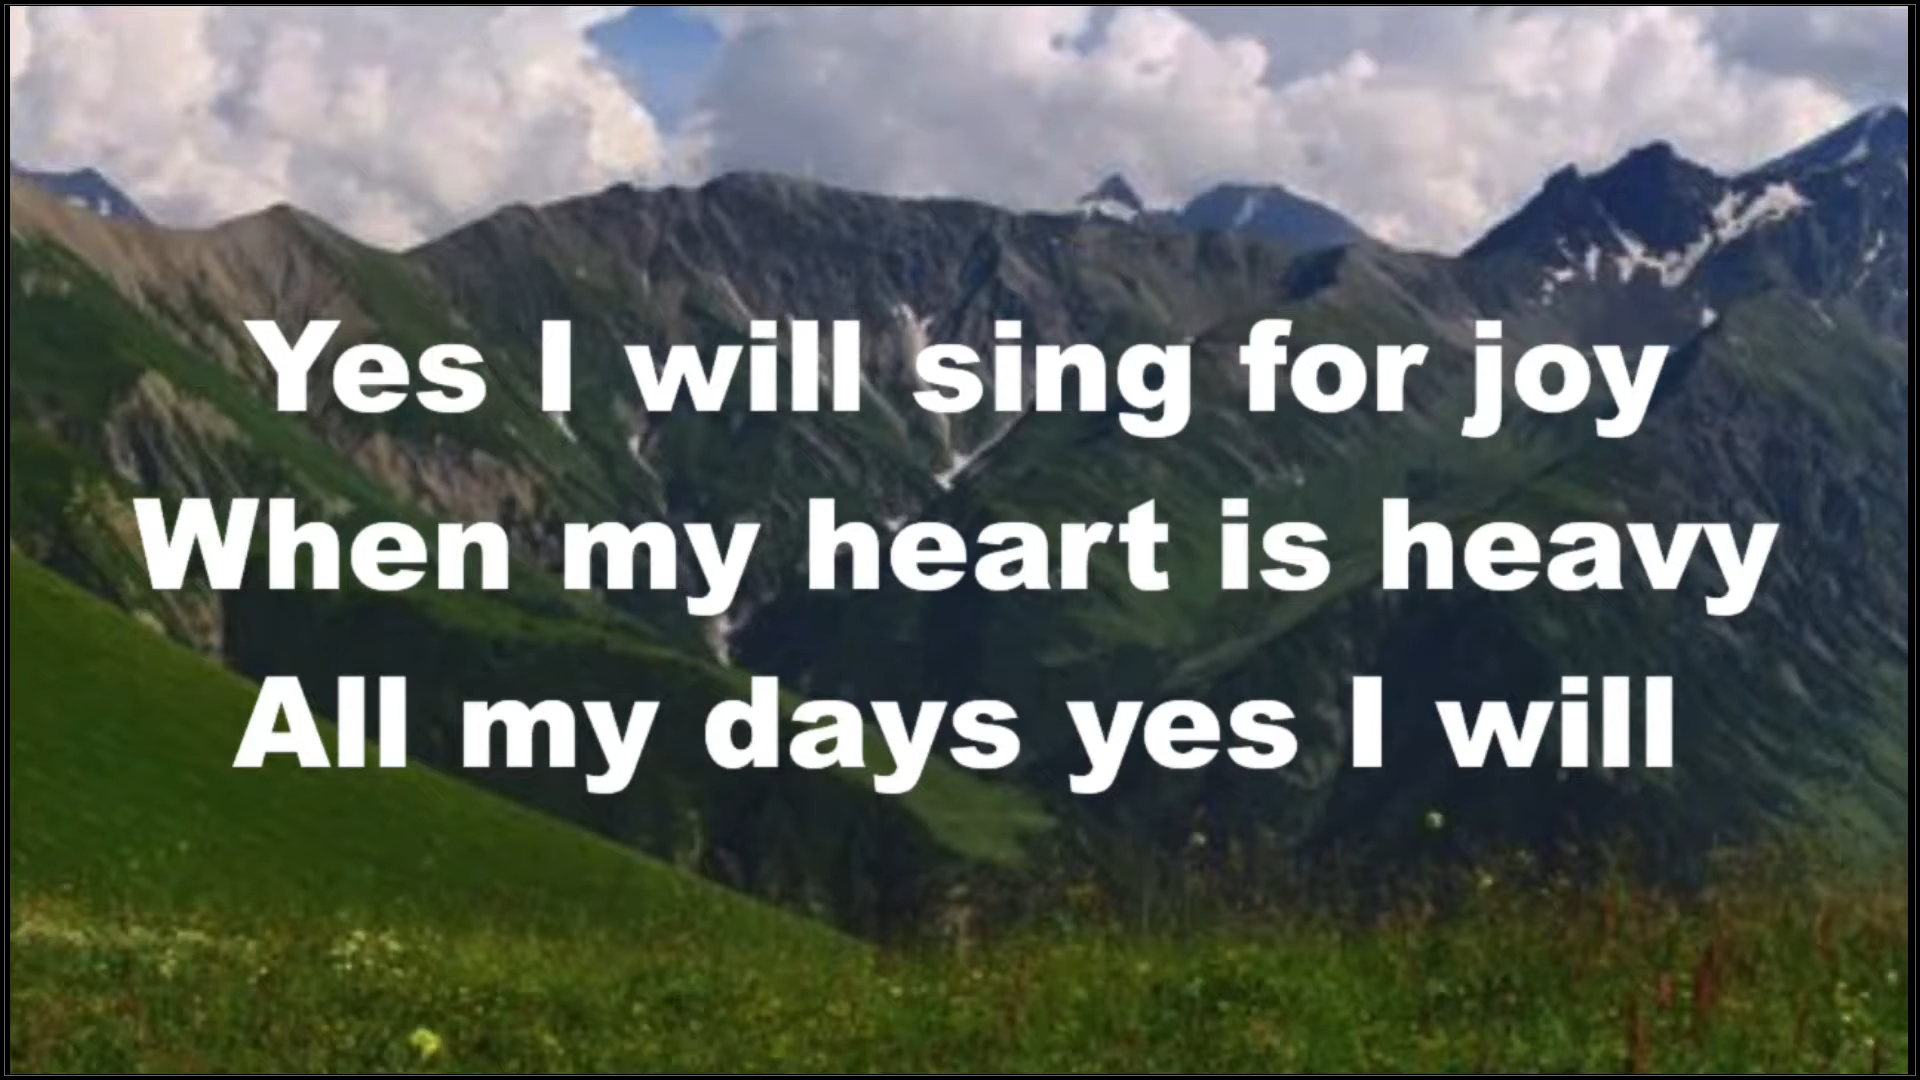 Yes I will sing for joy
When my heart is heavy
All my days yes I will